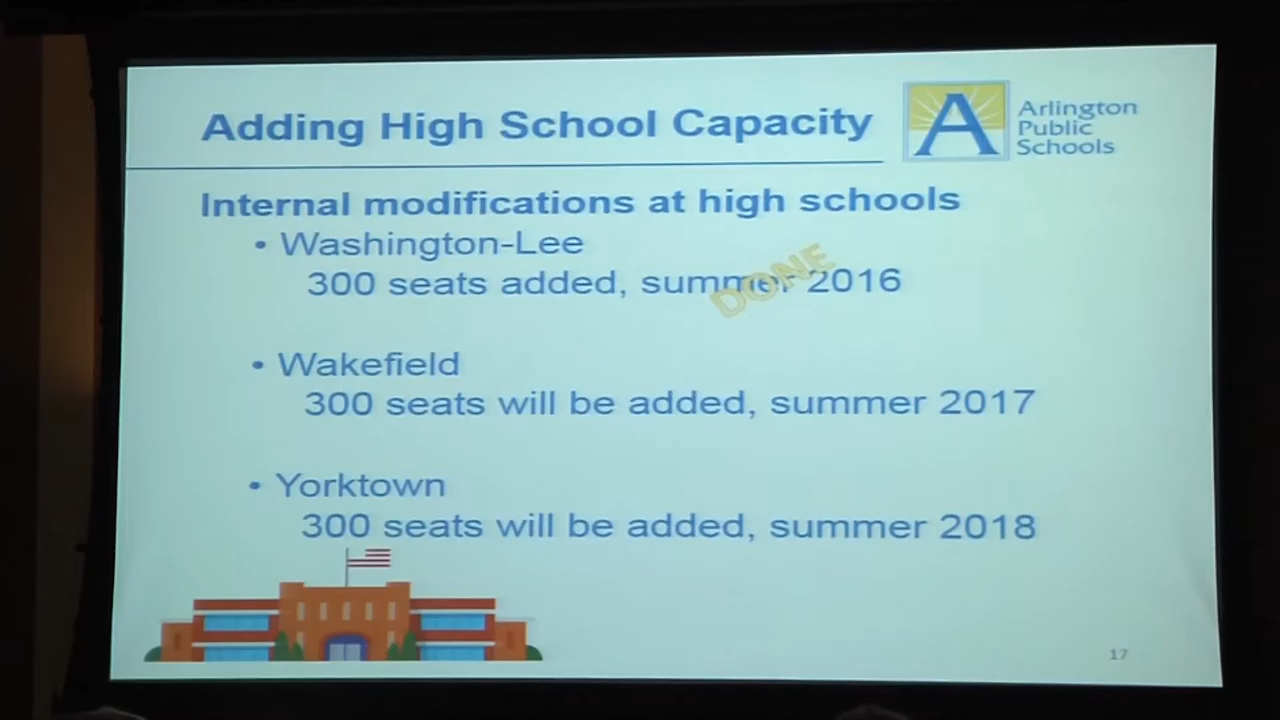 Adding High School Capacity
A
Arlington
Public
Schools
Internal modifications at high schools
• Washington-Lee
300 seats added, summer 2016
DONE
• Wakefield
300 seats will be added, summer 2017
• Yorktown
300 seats will be added, summer 2018
17